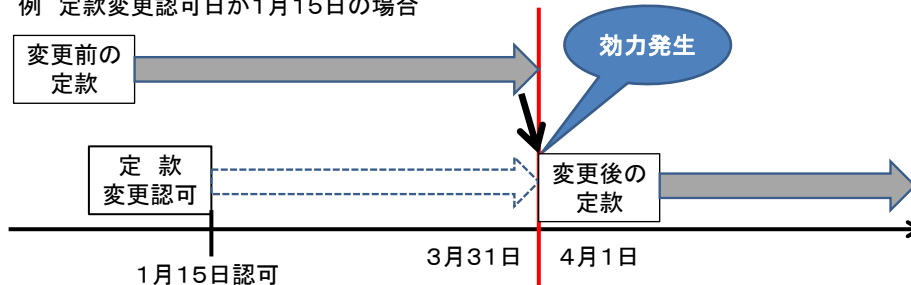 例 定款変更認可日が1月15日の場合
変更前の
定款
効力発生
定 款
変更認可
変更後の
定款
3月31日
4月1日
1月15日認可